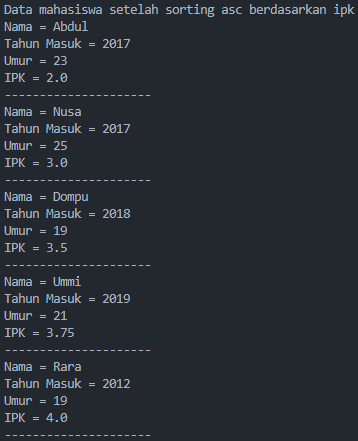 Data mahasiswa setelah sorting asc berdasarkan ipk
Nama = Abdul
Tahun Masuk = 2017
Umur = 23
IPK = 2.0
---------------------
Nama = Nusa
Tahun Masuk = 2017
Umur = 25
IPK = 3.0
---------------------
Nama = Dompu
Tahun Masuk = 2018
Umur = 19
IPK = 3.5
---------------------
Nama = Ummi
Tahun Masuk = 2019
Umur = 21
IPK = 3.75
---------------------
Nama = Rara
Tahun Masuk = 2012
Umur = 19
IPK = 4.0
---------------------